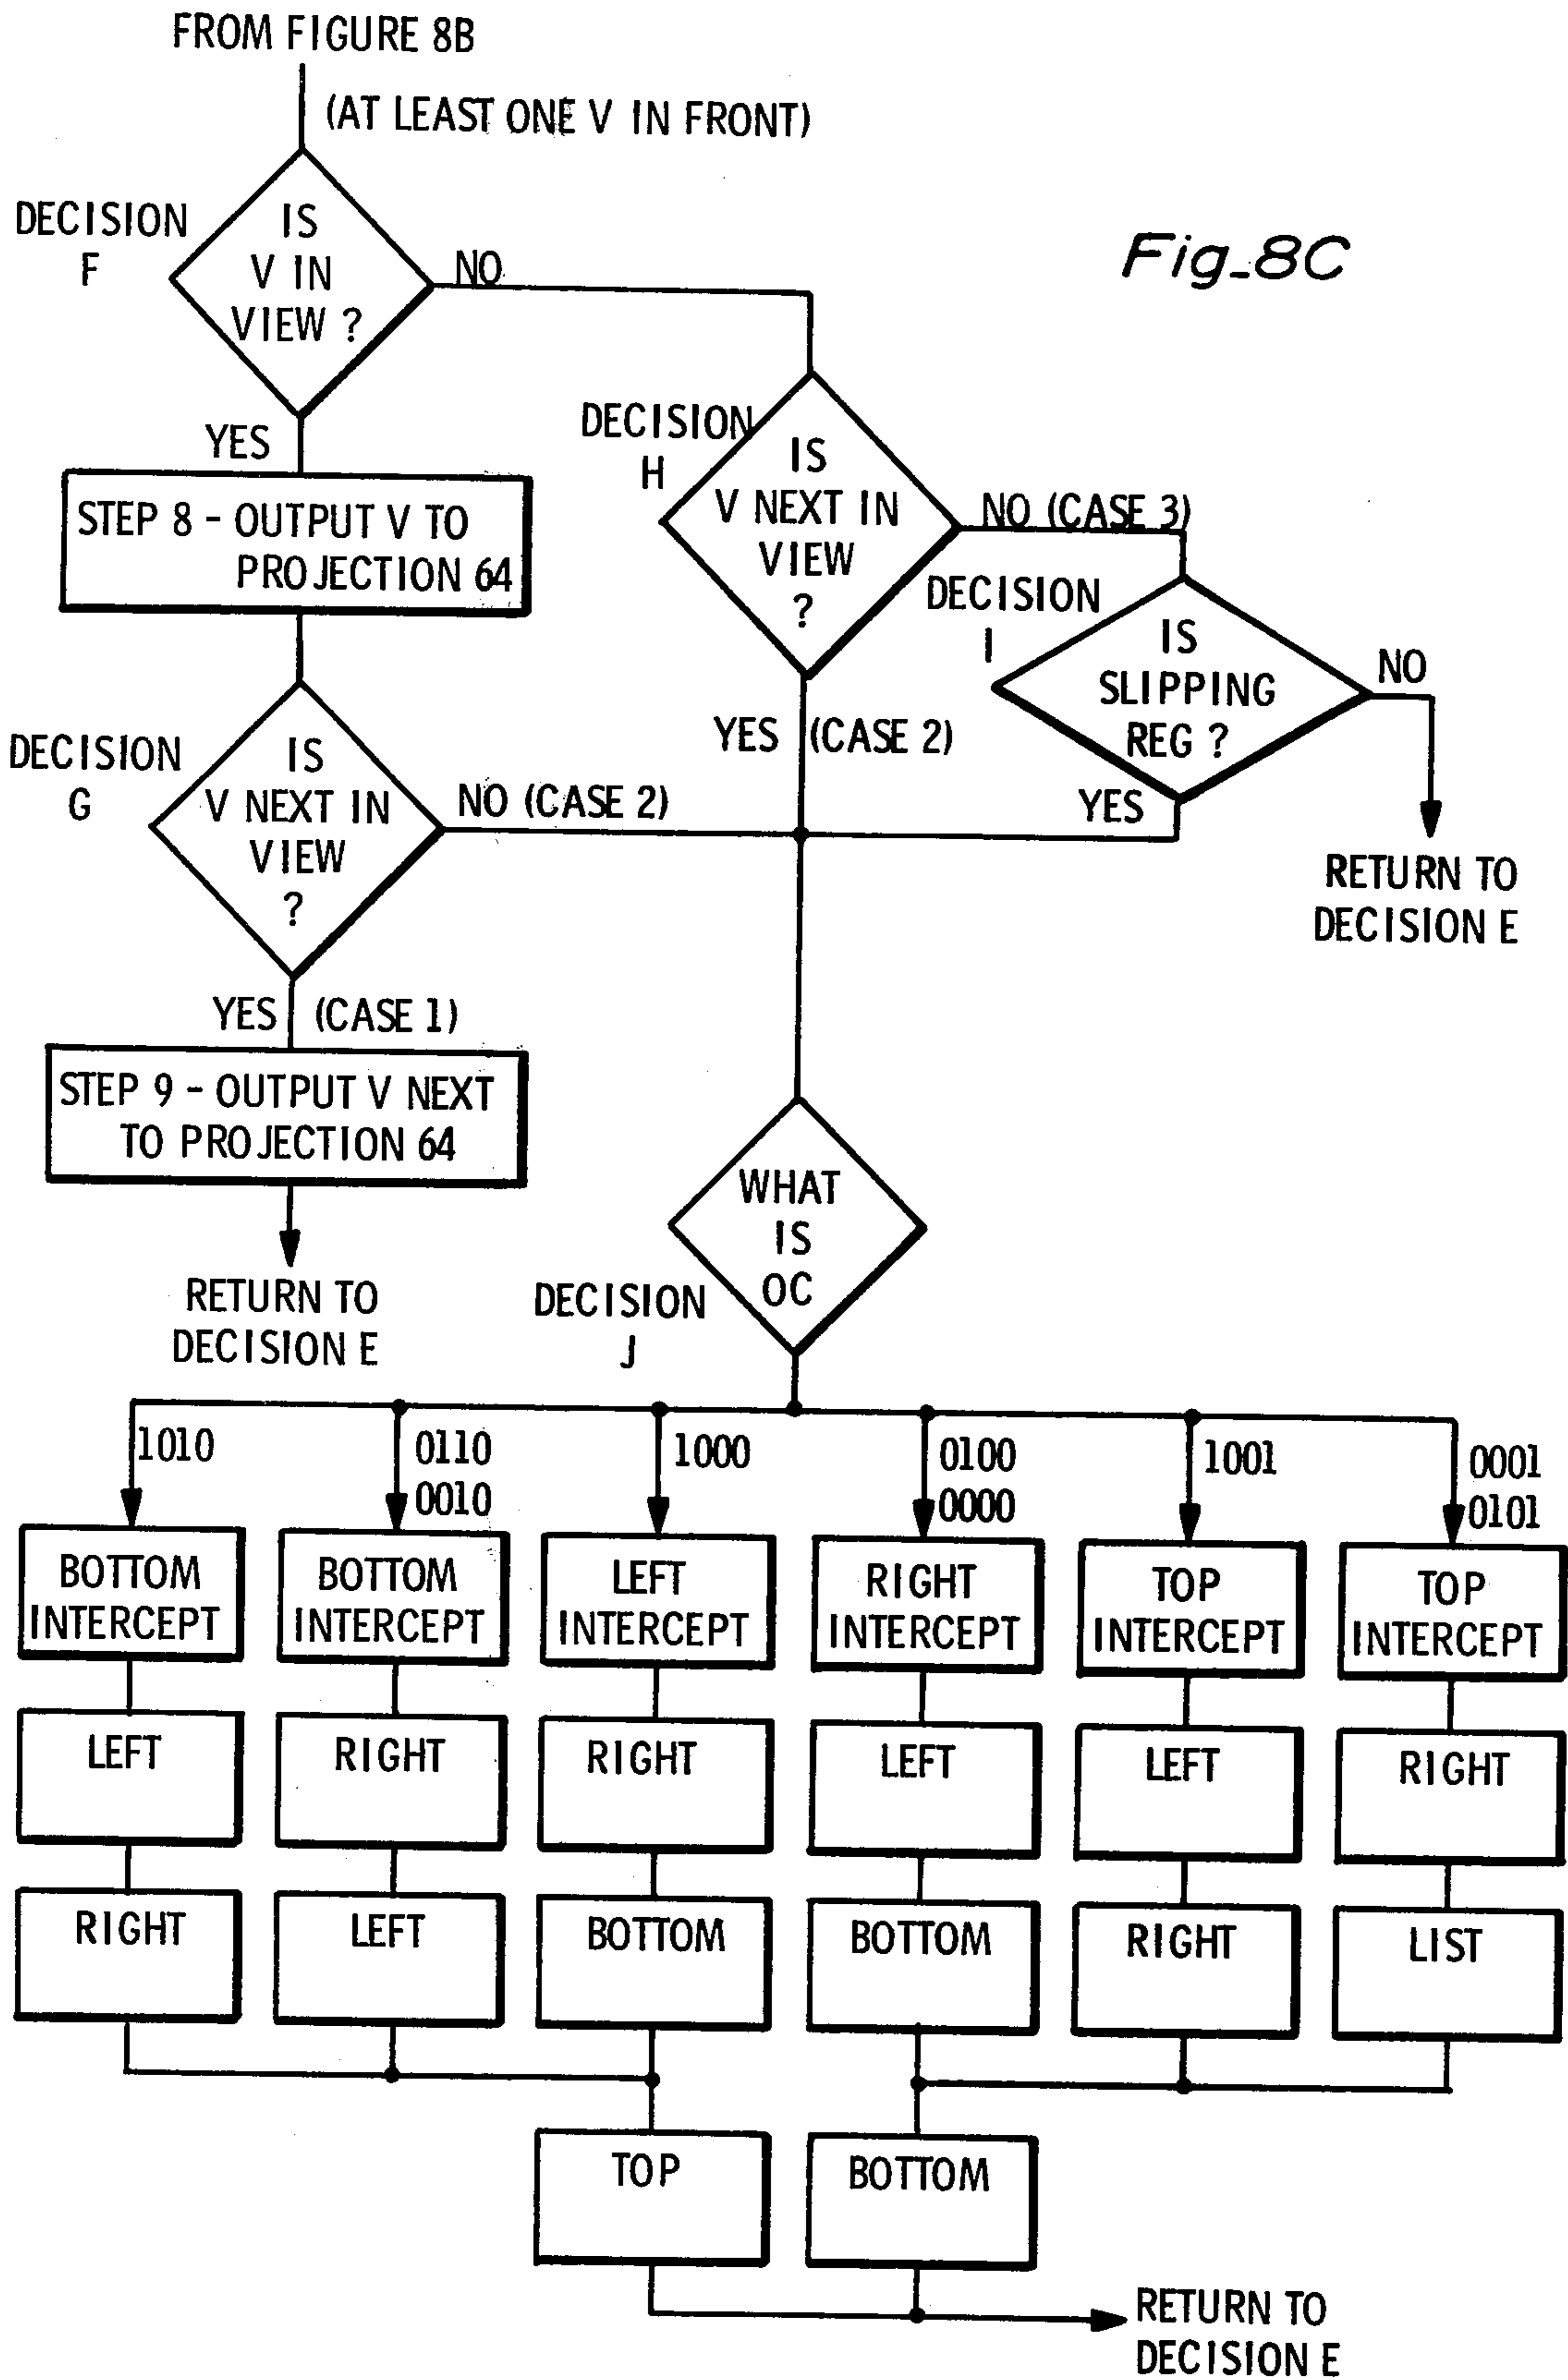 FROM FIGURE 8B
(AT LEAST ONE V IN FRONT)
Fig_8C
DECISION
F
IS
V IN
VIEW ?
NO
YES
STEP 8 - OUTPUT V TO
PROJECTION 64
DECISION
H
IS
V NEXT IN
VIEW
?
NO (CASE 3)
YES (CASE 2)
DECISION
I
IS
SLIPPING
REG ?
NO
YES
RETURN TO
DECISION E
DECISION
G
IS
V NEXT IN
VIEW
?
NO (CASE 2)
YES (CASE 1)
STEP 9 - OUTPUT V NEXT
TO PROJECTION 64
RETURN TO
DECISION E
DECISION
J
WHAT
IS
OC
1010
0110
0010
1000
0100
0000
1001
0001
0101
BOTTOM
INTERCEPT
BOTTOM
INTERCEPT
LEFT
INTERCEPT
RIGHT
INTERCEPT
TOP
INTERCEPT
TOP
INTERCEPT
LEFT
RIGHT
RIGHT
LEFT
LEFT
RIGHT
RIGHT
LEFT
BOTTOM
BOTTOM
RIGHT
LIST
TOP
BOTTOM
RETURN TO
DECISION E